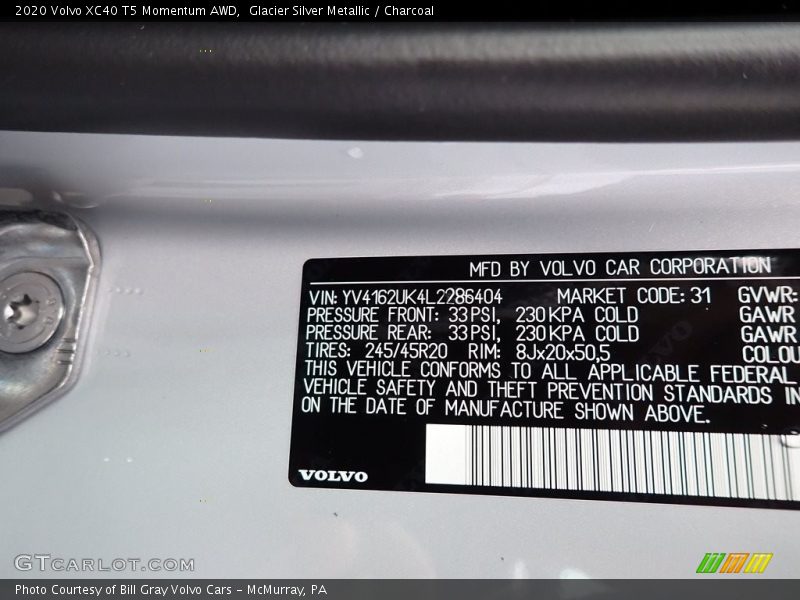 2020 Volvo XC40 T5 Momentum AWD,  Glacier Silver Metallic / Charcoal
MFD BY VOLVO CAR CORPORATION
VIN: YV4162UK4L2286404 MARKET CODE: 31 GVWR:
PRESSURE FRONT: 33 PSI, 230 KPA COLD GAWR
PRESSURE REAR: 33 PSI, 230 KPA COLD GAWR
TIRES: 245/45R20 RIM: 8Jx20x50,5 COLOU
THIS VEHICLE CONFORMS TO ALL APPLICABLE FEDERAL
VEHICLE SAFETY AND THEFT PREVENTION STANDARDS IN
ON THE DATE OF MANUFACTURE SHOWN ABOVE.
VOLVO
GTCARLOT.COM
Photo Courtesy of Bill Gray Volvo Cars – McMurray, PA